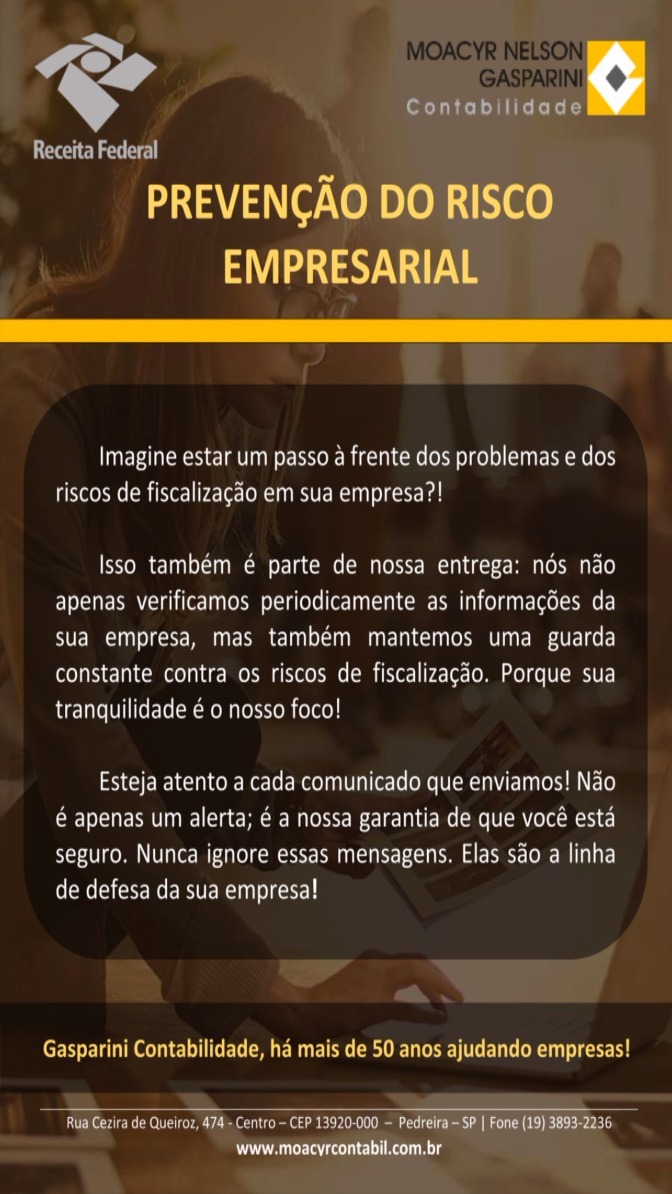 Receita Federal
MOACYR NELSON
GASPARINI
Contabilidade
PREVENÇÃO DO RISCO
EMPRESARIAL
Imagine estar um passo à frente dos problemas e dos
riscos de fiscalização em sua empresa?!
Isso também é parte de nossa entrega: nós não
apenas verificamos periodicamente as informações da
sua empresa, mas também mantemos uma guarda
constante contra os riscos de fiscalização. Porque sua
tranquilidade é o nosso foco!
Esteja atento a cada comunicado que enviamos! Não
é apenas um alerta; é a nossa garantia de que você está
seguro. Nunca ignore essas mensagens. Elas são a linha
de defesa da sua empresa!
Gasparini Contabilidade, há mais de 50 anos ajudando empresas!
Rua Cezira de Queiroz, 474 - Centro – CEP 13920-000 – Pedreira – SP | Fone (19) 3893-2236
www.moacyrcontabil.com.br